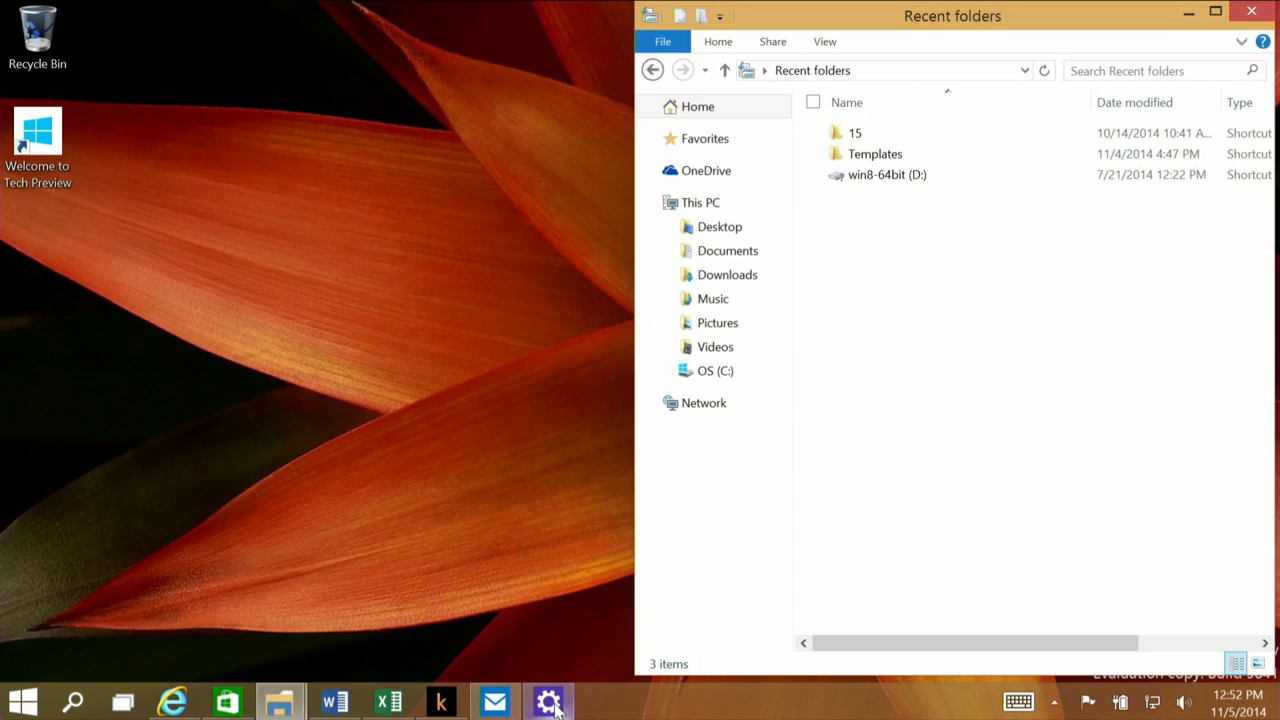 Recycle Bin
Welcome to
Tech Preview
Recent folders
File Home Share View
Recent folders
Search Recent folders
Home
Favorites
OneDrive
This PC
Desktop
Documents
Downloads
Music
Pictures
Videos
OS (C:)
Network
Name Date modified Type
15 10/14/2014 10:41 A... Shortcut
Templates 11/4/2014 4:47 PM Shortcut
win8-64bit (D:) 7/21/2014 12:22 PM Shortcut
3 items
Evaluation copy. Build
k
12:52 PM
11/5/2014